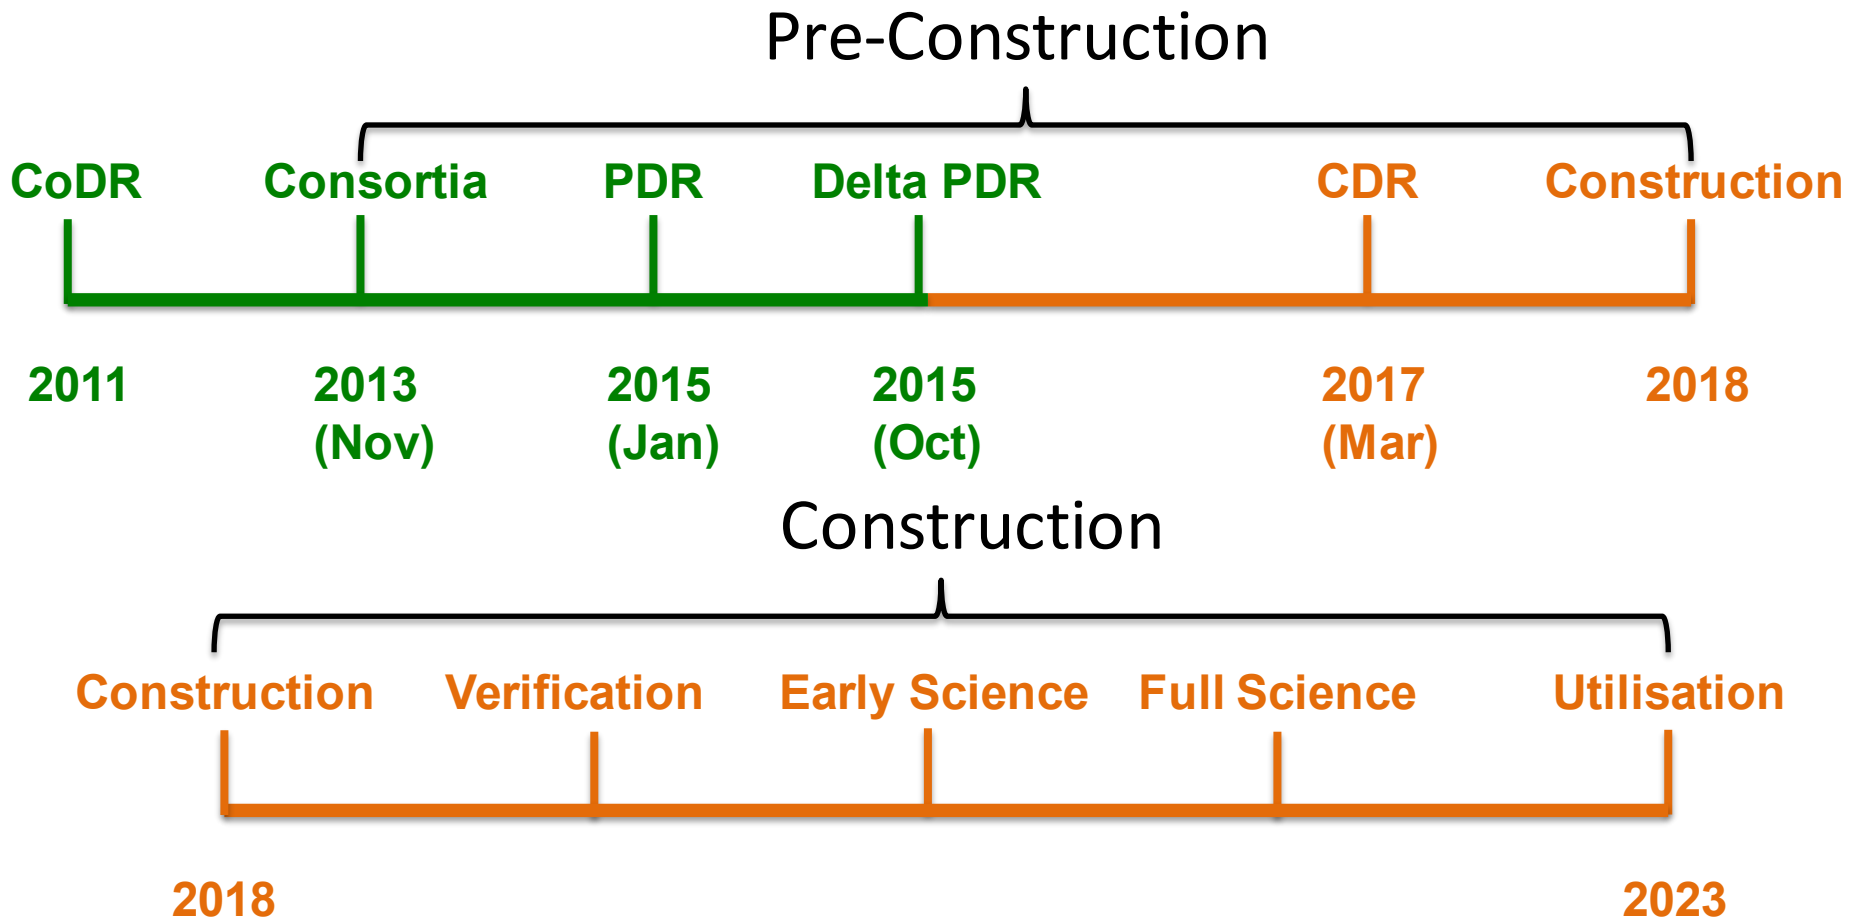 Pre-Construction
CoDR Consortia PDR Delta PDR CDR Construction
2011 2013 2015 2015 2017 2018
(Nov) (Jan) (Oct) (Mar)
Construction
Construction Verification Early Science Full Science Utilisation
2018 2023